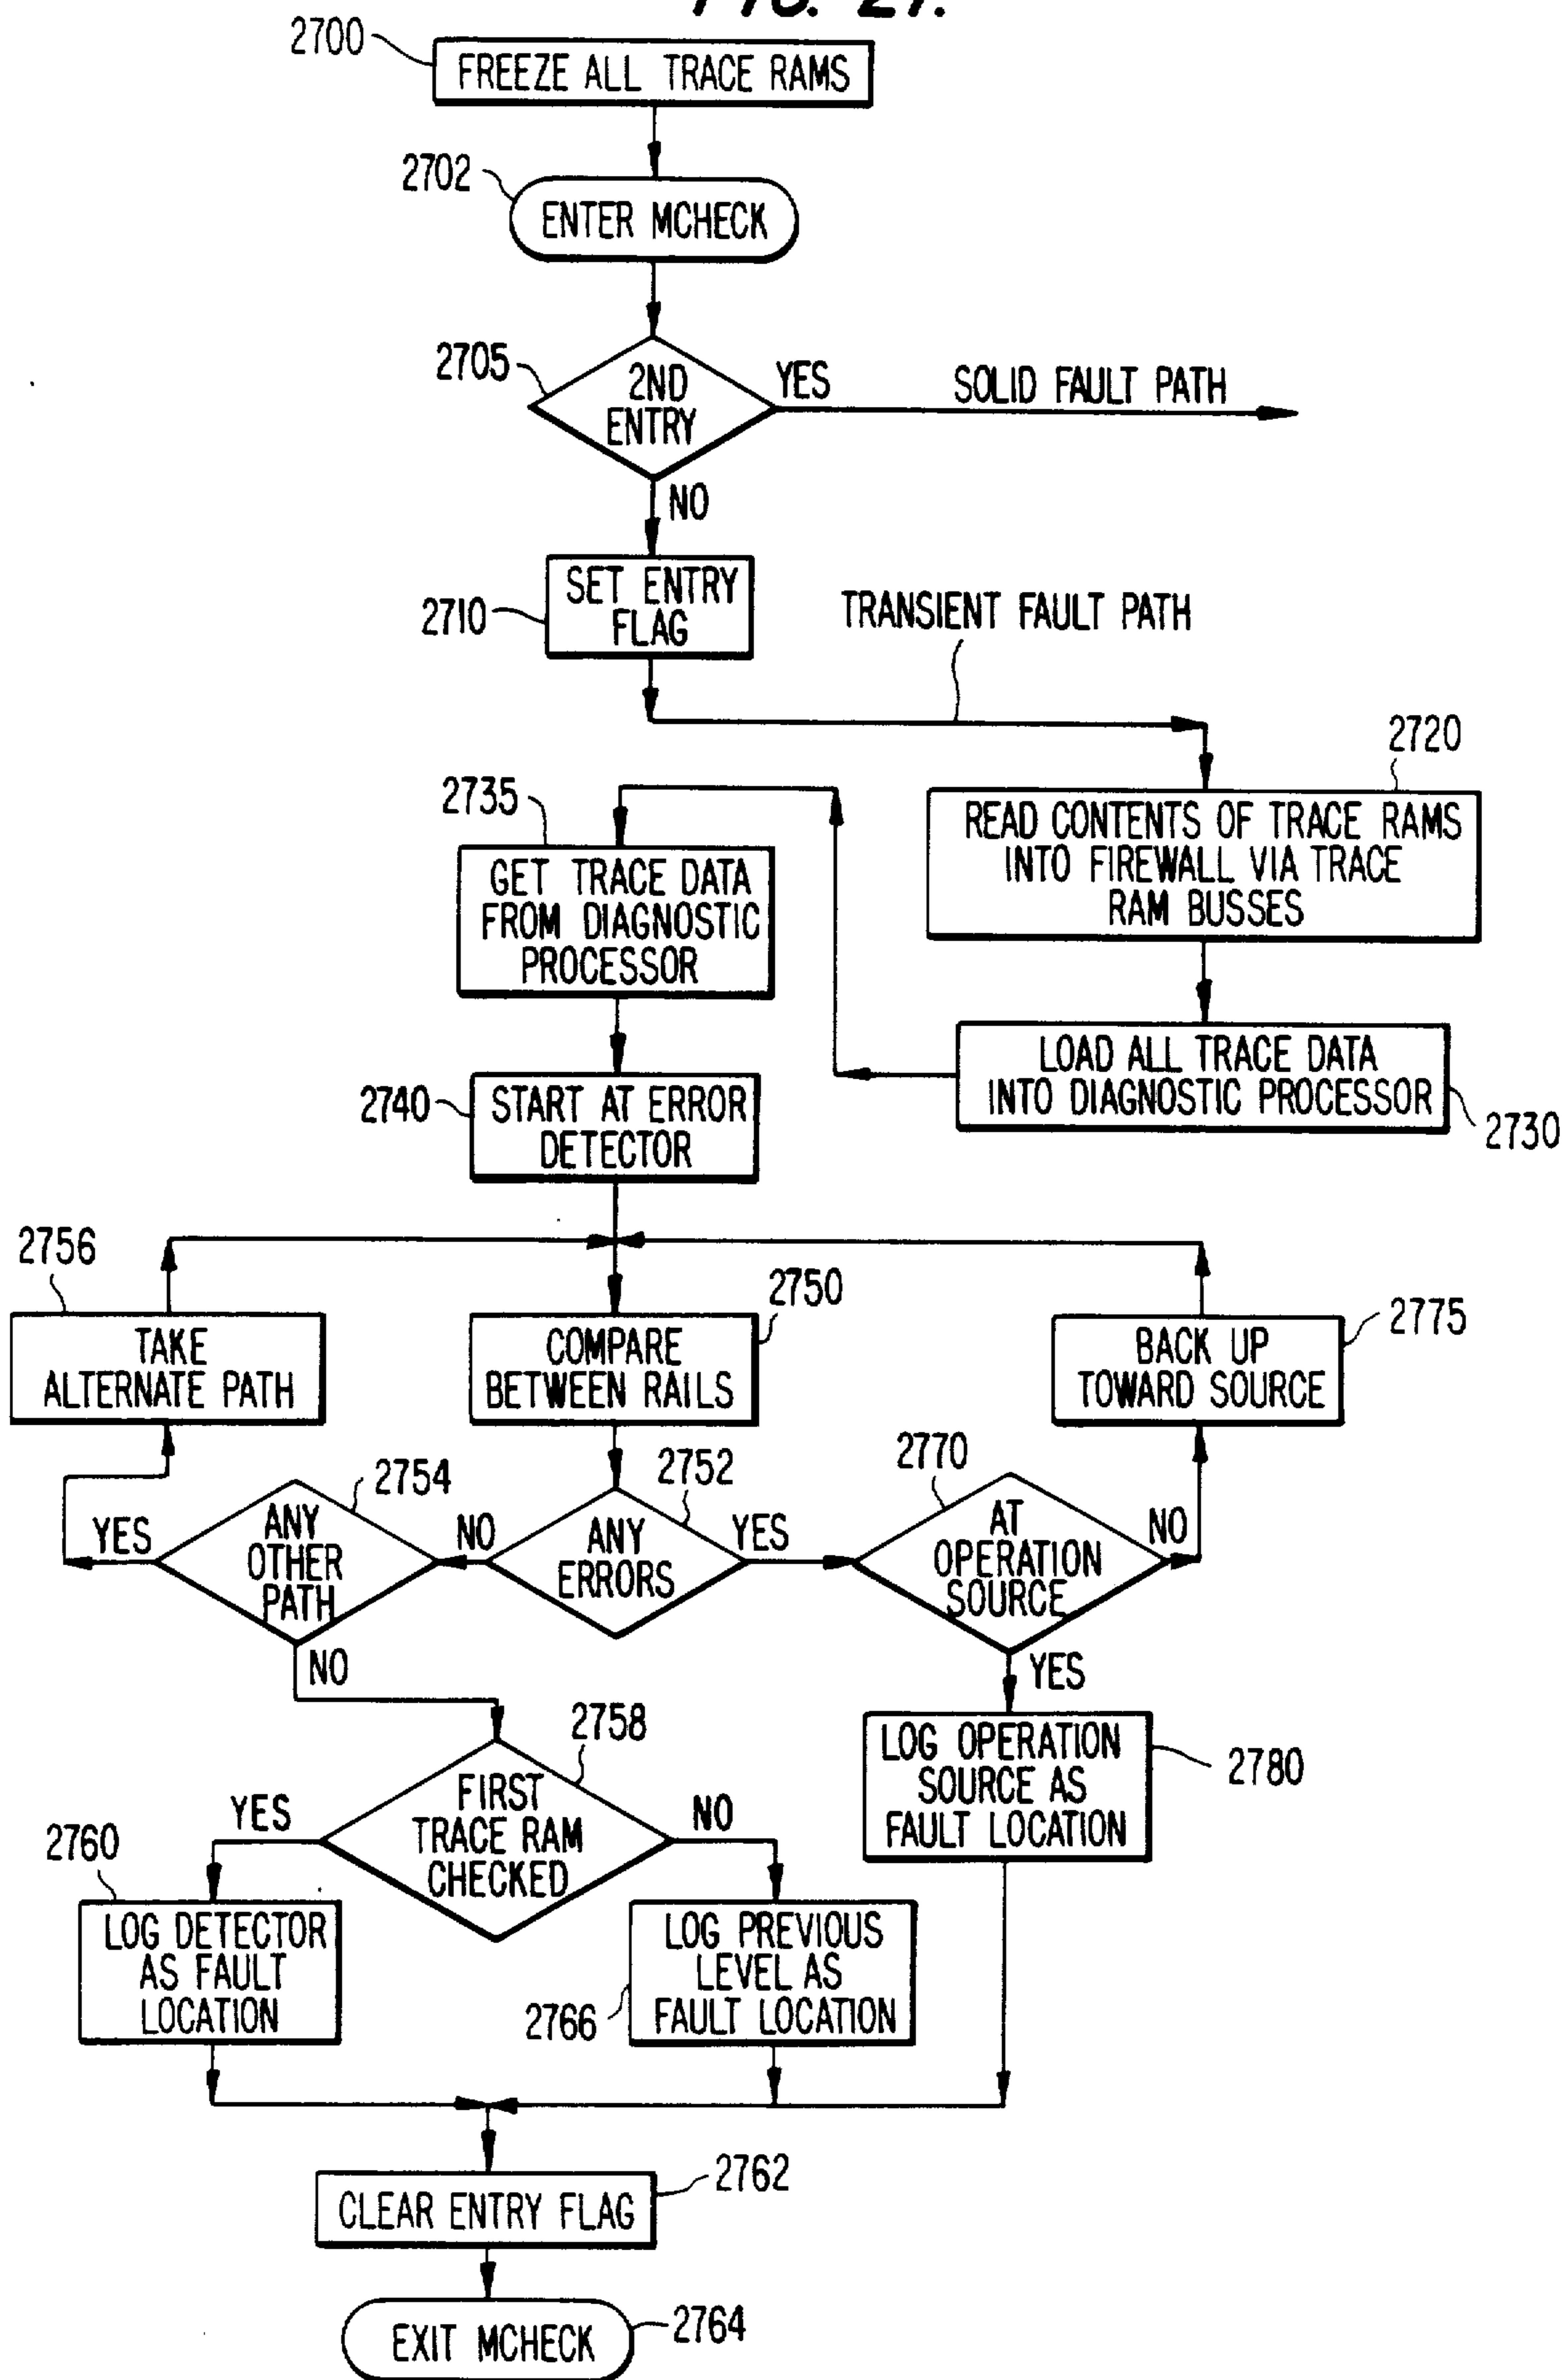 FIG. 27.
2700
FREEZE ALL TRACE RAMS
2702
ENTER MCHECK
2705
2ND
ENTRY
YES
SOLID FAULT PATH
NO
2710
SET ENTRY
FLAG
TRANSIENT FAULT PATH
2720
READ CONTENTS OF TRACE RAMS
INTO FIREWALL VIA TRACE
RAM BUSSES
2735
GET TRACE DATA
FROM DIAGNOSTIC
PROCESSOR
LOAD ALL TRACE DATA
INTO DIAGNOSTIC PROCESSOR
2730
2740
START AT ERROR
DETECTOR
2756
TAKE
ALTERNATE PATH
2750
COMPARE
BETWEEN RAILS
2775
BACK UP
TOWARD SOURCE
2754
YES
ANY
OTHER
PATH
NO
2752
ANY
ERRORS
YES
2770
AT
OPERATION
SOURCE
NO
NO
YES
2758
YES
FIRST
TRACE RAM
CHECKED
NO
LOG OPERATION
SOURCE AS
FAULT LOCATION
2780
2760
LOG DETECTOR
AS FAULT
LOCATION
2766
LOG PREVIOUS
LEVEL AS
FAULT LOCATION
2762
CLEAR ENTRY FLAG
EXIT MCHECK
2764